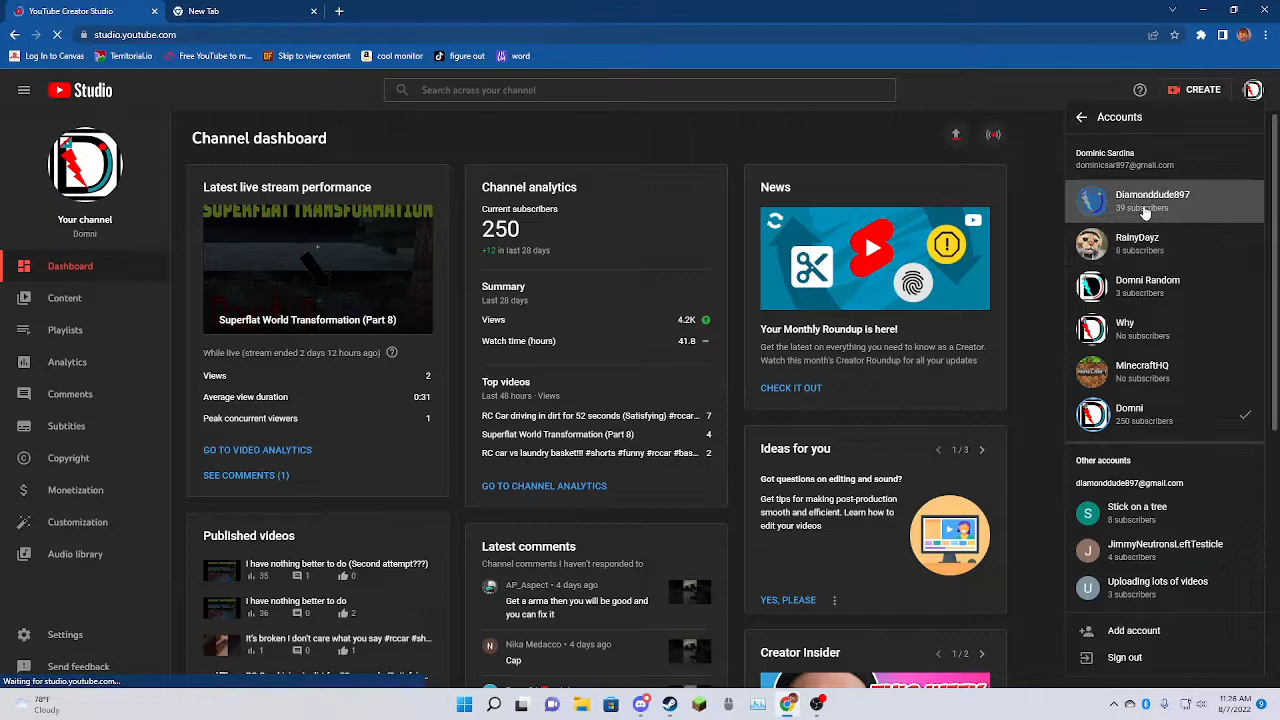 YouTube Creator Studio
New Tab
studio.youtube.com
Log In to Canvas
Territorial.io
Free YouTube to m...
Skip to view content
cool monitor
figure out
word
Studio
Search across your channel
CREATE
Your channel
Domni
Dashboard
Content
Playlists
Analytics
Comments
Subtitles
Copyright
Monetization
Customization
Audio library
Settings
Send feedback
Channel dashboard
Latest live stream performance
SUPERFLAT TRANSFORMATION
Superflat World Transformation (Part 8)
While live (stream ended 2 days 12 hours ago)
Views 2
Average view duration 0:31
Peak concurrent viewers 1
GO TO VIDEO ANALYTICS
SEE COMMENTS (1)
Published videos
I have nothing better to do (Second attempt???)
35 1 0
I have nothing better to do
36 0 2
It's broken I don't care what you say #rccar #sh...
1 0 1
Channel analytics
Current subscribers
250
+12 in last 28 days
Summary
Last 28 days
Views 4.2K
Watch time (hours) 41.8 –
Top videos
Last 48 hours · Views
RC Car driving in dirt for 52 seconds (Satisfying) #rccar... 7
Superflat World Transformation (Part 8) 4
RC car vs laundry basket!!! #shorts #funny #rccar #bas... 2
GO TO CHANNEL ANALYTICS
Latest comments
Channel comments I haven't responded to
AP_Aspect • 4 days ago
Get a arms then you will be good and
you can fix it
Nika Medacco • 4 days ago
Cap
News
Your Monthly Roundup is here!
Get the latest on everything you need to know as a Creator.
Watch this month's Creator Roundup for all your updates
CHECK IT OUT
Ideas for you
1/3
Got questions on editing and sound?
Get tips for making post-production
smooth and efficient. Learn how to
edit your videos
YES, PLEASE
Creator Insider
1/2
Accounts
Dominic Sardina
dominicsar897@gmail.com
Diamonddude897
39 subscribers
RainyDayz
8 subscribers
Domni Random
3 subscribers
Why
No subscribers
MinecraftHQ
No subscribers
Domni
250 subscribers
Other accounts
diamonddude897@gmail.com
S
Stick on a tree
8 subscribers
J
JimmyNeutronsLeftTesticle
4 subscribers
U
Uploading lots of videos
3 subscribers
Add account
Sign out
Waiting for studio.youtube.com...
78°F
Cloudy
11:26 AM
8/7/2022